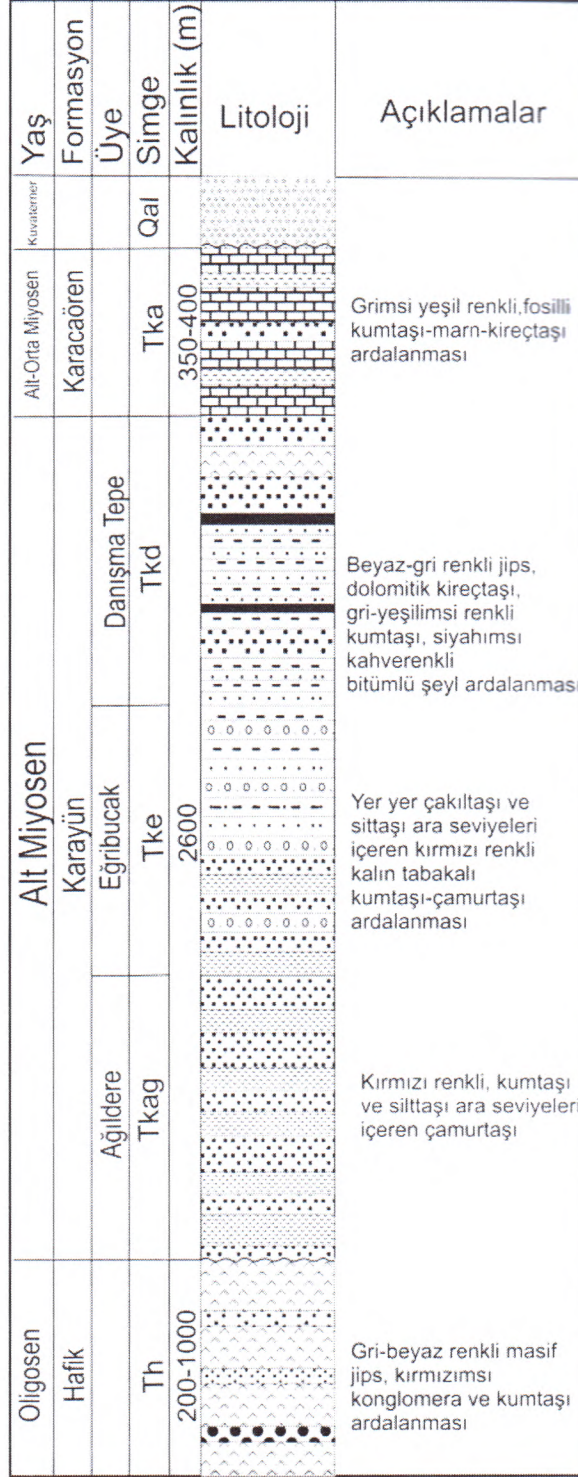 Yaş
Formasyon
Üye
Simge
Kalınlık (m)
Litoloji
Açıklamalar
Kuvaterner
Qal
Alt-Orta Miyosen
Karacaören
Tka
350-400
Grimsi yeşil renkli,fosilli
kumtaşı-marn-kireçtaşı
ardalanması
Alt Miyosen
Karayün
2600
Danışma Tepe
Tkd
Beyaz-gri renkli jips,
dolomitik kireçtaşı,
gri-yeşilimsi renkli
kumtaşı, siyahımsı
kahverenkli
bitümlü şeyl ardalanması
Eğribucak
Tke
Yer yer çakıltaşı ve
sittaşı ara seviyeleri
içeren kırmızı renkli
kalın tabakalı
kumtaşı-çamurtaşı
ardalanması
Ağıldere
Tkag
Kırmızı renkli, kumtaşı
ve silttaşı ara seviyeleri
içeren çamurtaşı
Oligosen
Hafik
Th
200-1000
Gri-beyaz renkli masif
jips, kırmızımsı
konglomera ve kumtaşı
ardalanması